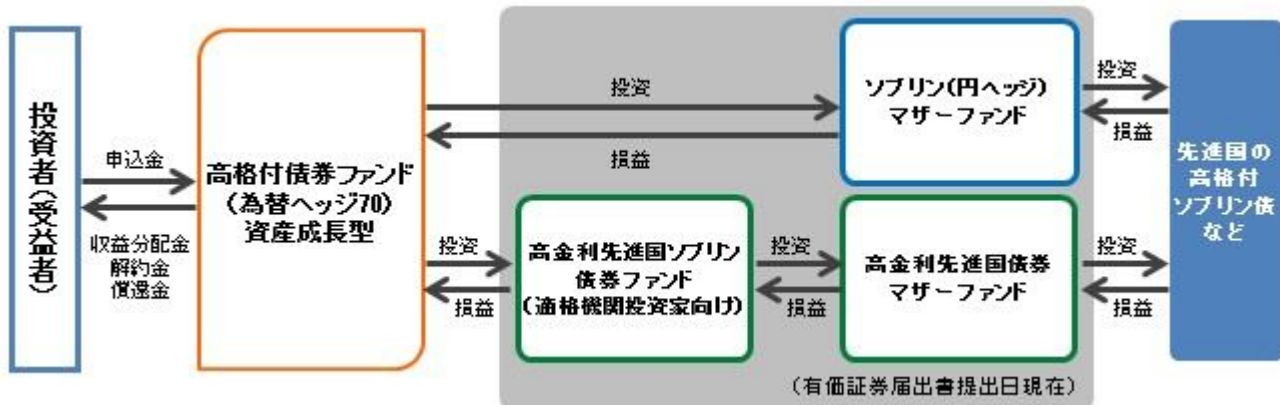 投資者(受益者)
申込金
収益分配金
解約金
償還金
高格付債券ファンド
(為替ヘッジ70)
資産成長型
投資
損益
投資
損益
高金利先進国ソブリン
債券ファンド
(適格機関投資家向け)
投資
損益
ソブリン(円ヘッジ)
マザーファンド
高金利先進国債券
マザーファンド
投資
損益
投資
損益
先進国の
高格付
ソブリン債
など
(有価証券届出書提出日現在)